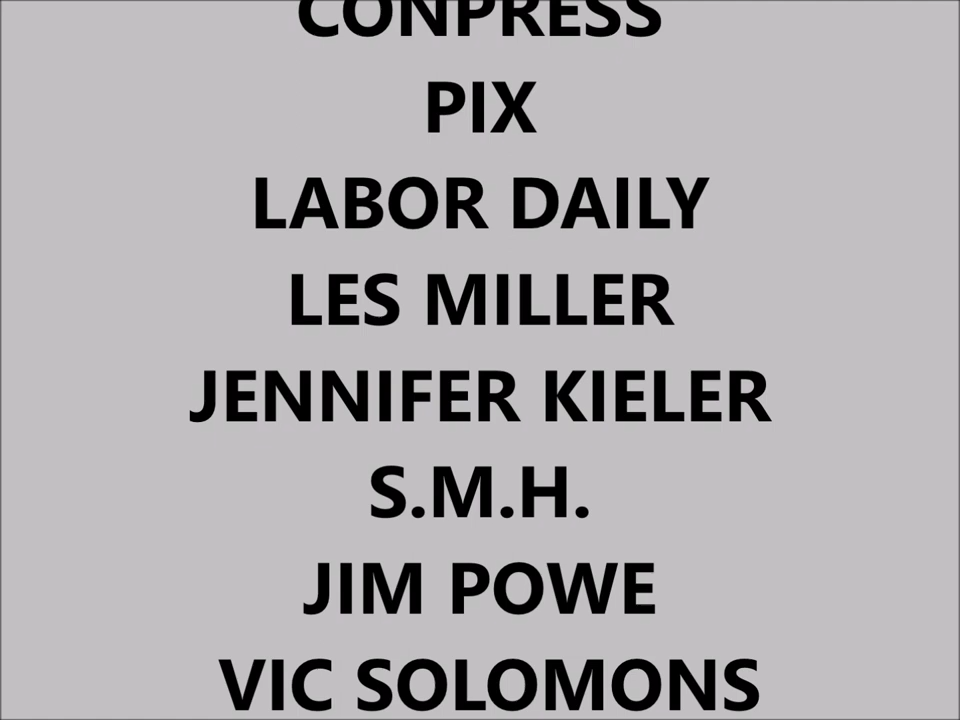 CONPRESS
PIX
LABOR DAILY
LES MILLER
JENNIFER KIELER
S.M.H.
JIM POWE
VIC SOLOMONS